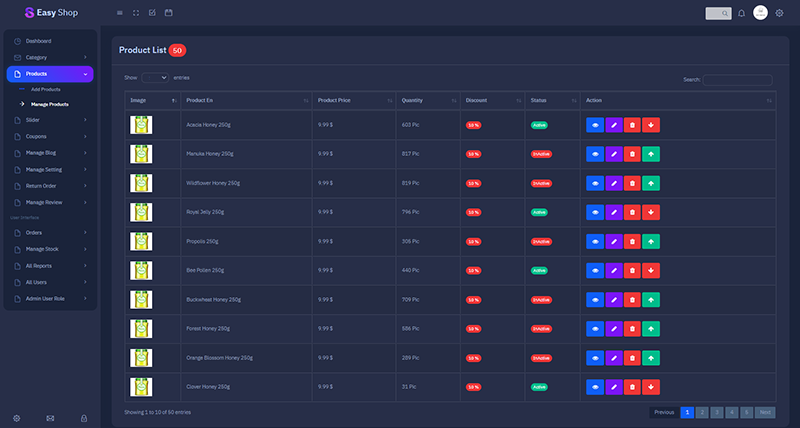 Easy Shop
Dashboard
Category
Products
Add Products
Manage Products
Slider
Coupons
Manage Blog
Manage Setting
Return Order
Manage Review
User Interface
Orders
Manage Stock
All Reports
All Users
Admin User Role
Product List 50
Show entries
Search:
Image Product En Product Price Quantity Discount Status Action
Acacia Honey 250g 9.99 $ 603 Pic 10 % Active
Manuka Honey 250g 9.99 $ 817 Pic 10 % InActive
Wildflower Honey 250g 9.99 $ 819 Pic 10 % InActive
Royal Jelly 250g 9.99 $ 796 Pic 10 % Active
Propolis 250g 9.99 $ 305 Pic 10 % InActive
Bee Pollen 250g 9.99 $ 440 Pic 10 % Active
Buckwheat Honey 250g 9.99 $ 709 Pic 10 % InActive
Forest Honey 250g 9.99 $ 586 Pic 10 % InActive
Orange Blossom Honey 250g 9.99 $ 289 Pic 10 % InActive
Clover Honey 250g 9.99 $ 31 Pic 10 % Active
Showing 1 to 10 of 50 entries
Previous 1 2 3 4 5 Next